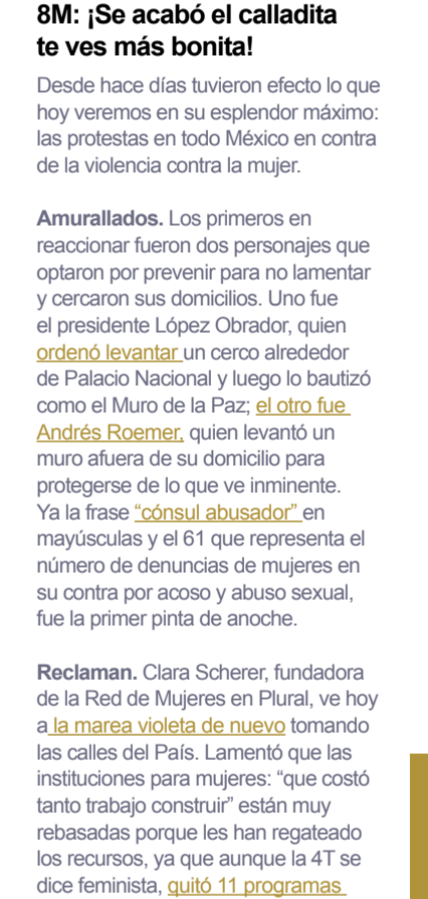 8M: ¡Se acabó el calladita
te ves más bonita!
Desde hace días tuvieron efecto lo que
hoy veremos en su esplendor máximo:
las protestas en todo México en contra
de la violencia contra la mujer.
Amurallados. Los primeros en
reaccionar fueron dos personajes que
optaron por prevenir para no lamentar
y cercaron sus domicilios. Uno fue
el presidente López Obrador, quien
ordenó levantar un cerco alrededor
de Palacio Nacional y luego lo bautizó
como el Muro de la Paz; el otro fue
Andrés Roemer, quien levantó un
muro afuera de su domicilio para
protegerse de lo que ve inminente.
Ya la frase “cónsul abusador” en
mayúsculas y el 61 que representa el
número de denuncias de mujeres en
su contra por acoso y abuso sexual,
fue la primer pinta de anoche.
Reclaman. Clara Scherer, fundadora
de la Red de Mujeres en Plural, ve hoy
a la marea violeta de nuevo tomando
las calles del País. Lamentó que las
instituciones para mujeres: “que costó
tanto trabajo construir” están muy
rebasadas porque les han regateado
los recursos, ya que aunque la 4T se
dice feminista, quitó 11 programas